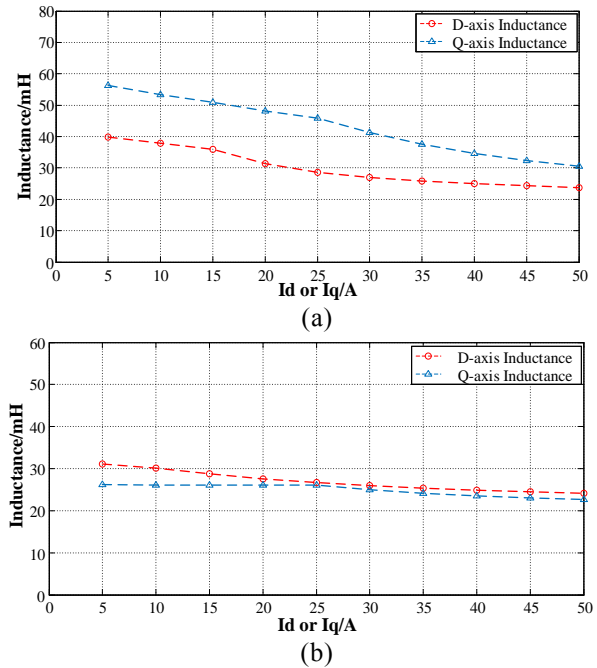 80
70
60
50
40
30
20
10
0
Inductance/mH
D-axis Inductance
Q-axis Inductance
0 5 10 15 20 25 30 35 40 45 50
Id or Iq/A
(a)
60
50
40
30
20
10
0
Inductance/mH
D-axis Inductance
Q-axis Inductance
5 10 15 20 25 30 35 40 45 50
Id or Iq/A
(b)